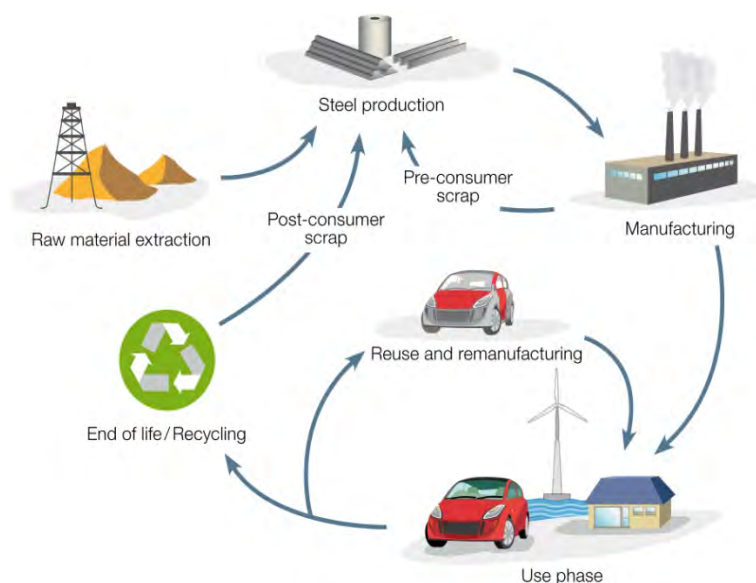 Steel production
Pre-consumer
scrap
Manufacturing
Raw material extraction
Post-consumer
scrap
Reuse and remanufacturing
End of life/Recycling
Use phase